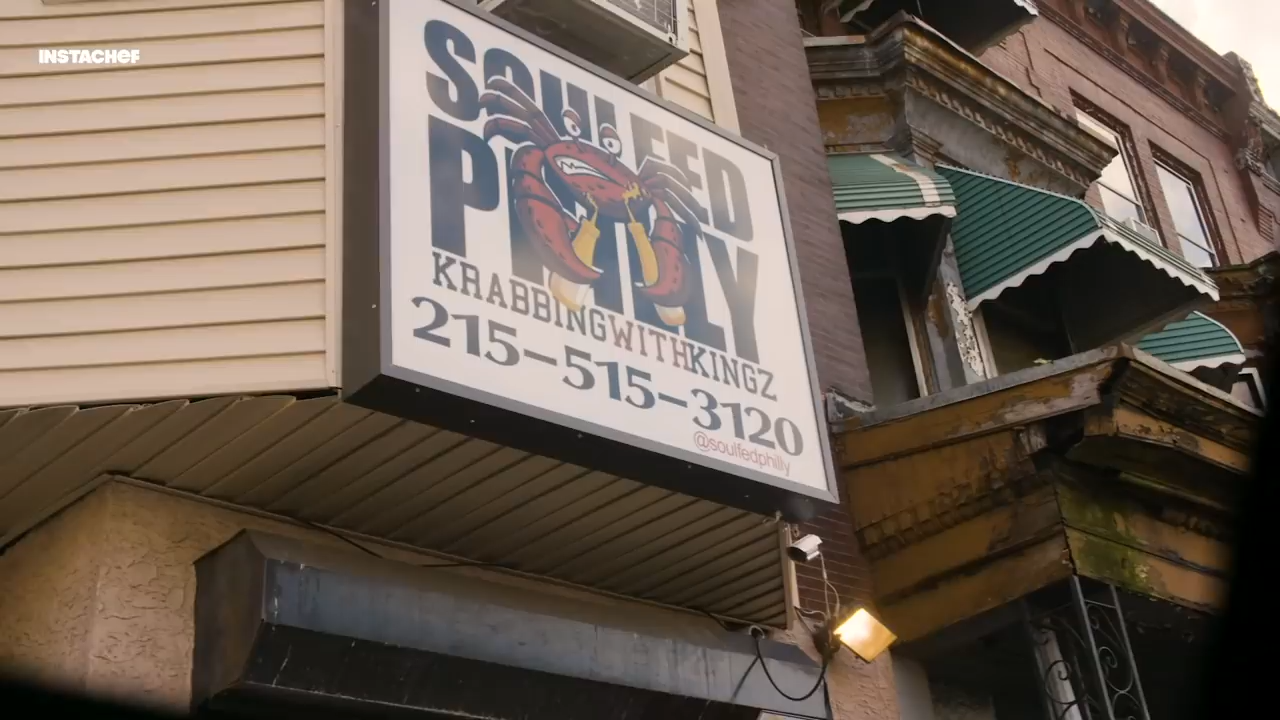 INSTACHEF
SOULFED
PHILLY
KRABBINGWITHKINGZ
215-515-3120
@soulfedphilly